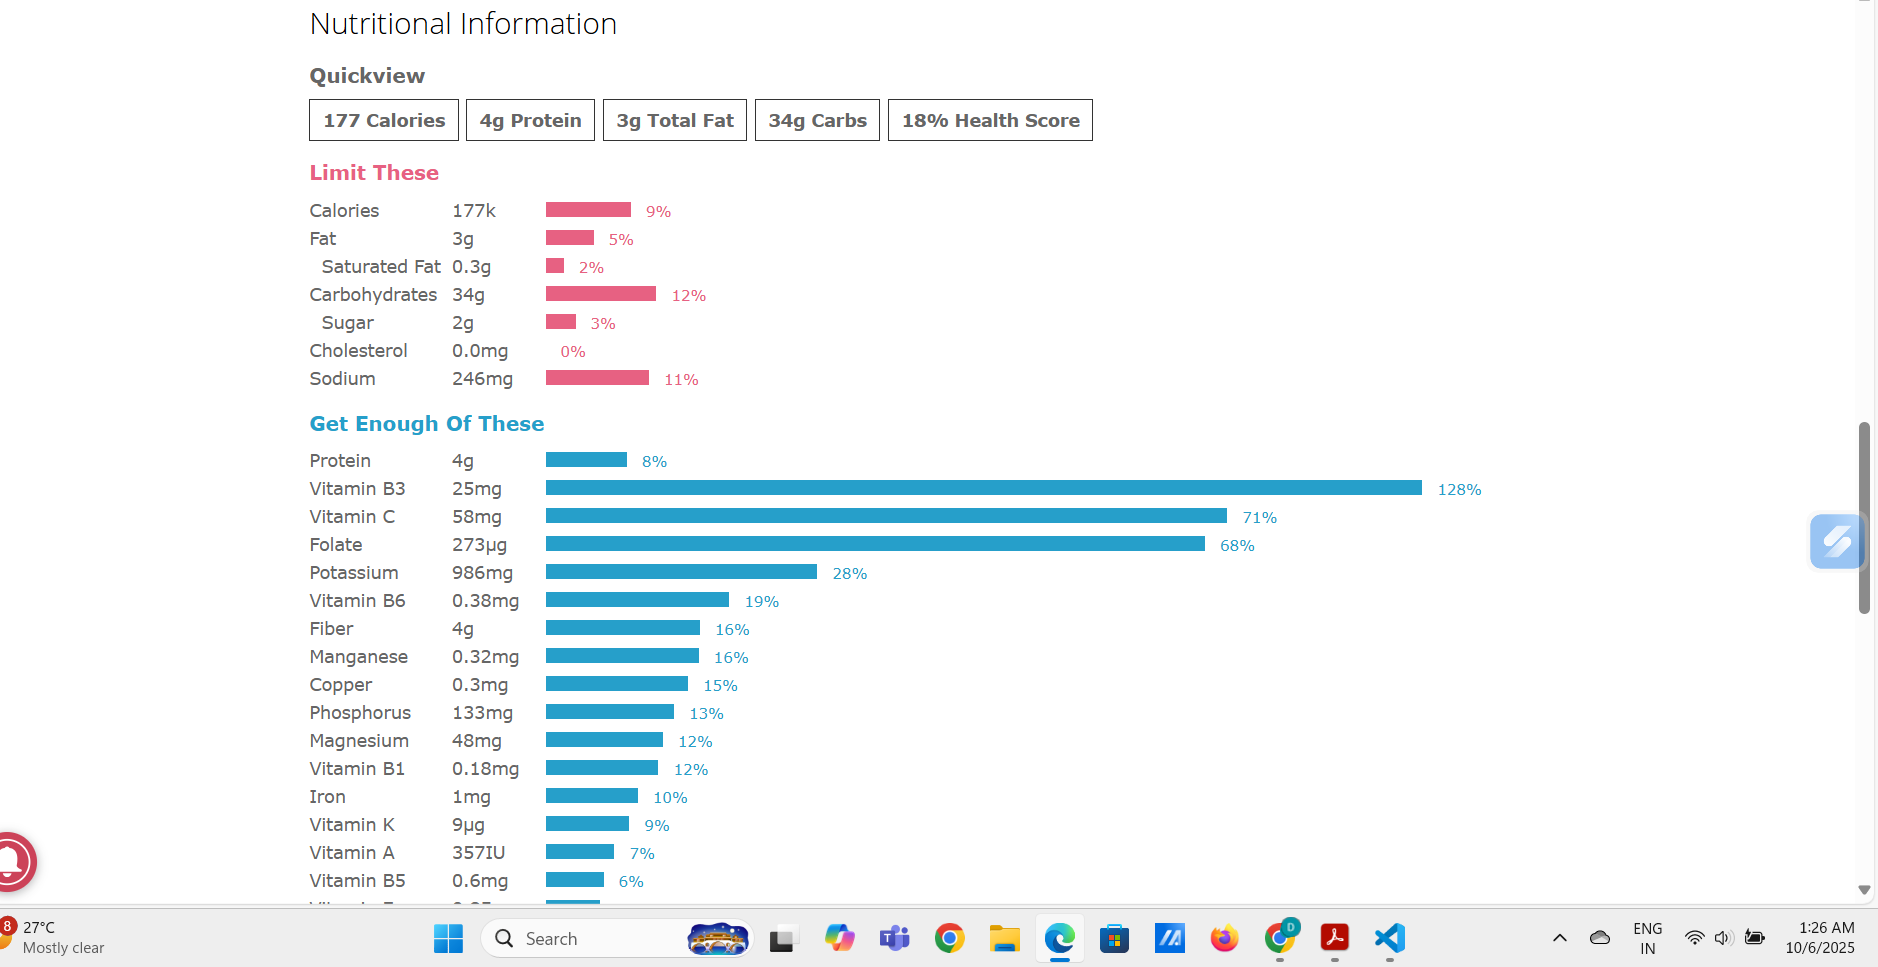 Nutritional Information
Quickview
177 Calories 4g Protein 3g Total Fat 34g Carbs 18% Health Score
Limit These
Calories 177k 9%
Fat 3g 5%
Saturated Fat 0.3g 2%
Carbohydrates 34g 12%
Sugar 2g 3%
Cholesterol 0.0mg 0%
Sodium 246mg 11%
Get Enough Of These
Protein 4g 8%
Vitamin B3 25mg 128%
Vitamin C 58mg 71%
Folate 273µg 68%
Potassium 986mg 28%
Vitamin B6 0.38mg 19%
Fiber 4g 16%
Manganese 0.32mg 16%
Copper 0.3mg 15%
Phosphorus 133mg 13%
Magnesium 48mg 12%
Vitamin B1 0.18mg 12%
Iron 1mg 10%
Vitamin K 9µg 9%
Vitamin A 357IU 7%
Vitamin B5 0.6mg 6%
8 27°C
Mostly clear
Search
T
D
ENG
IN
1:26 AM
10/6/2025